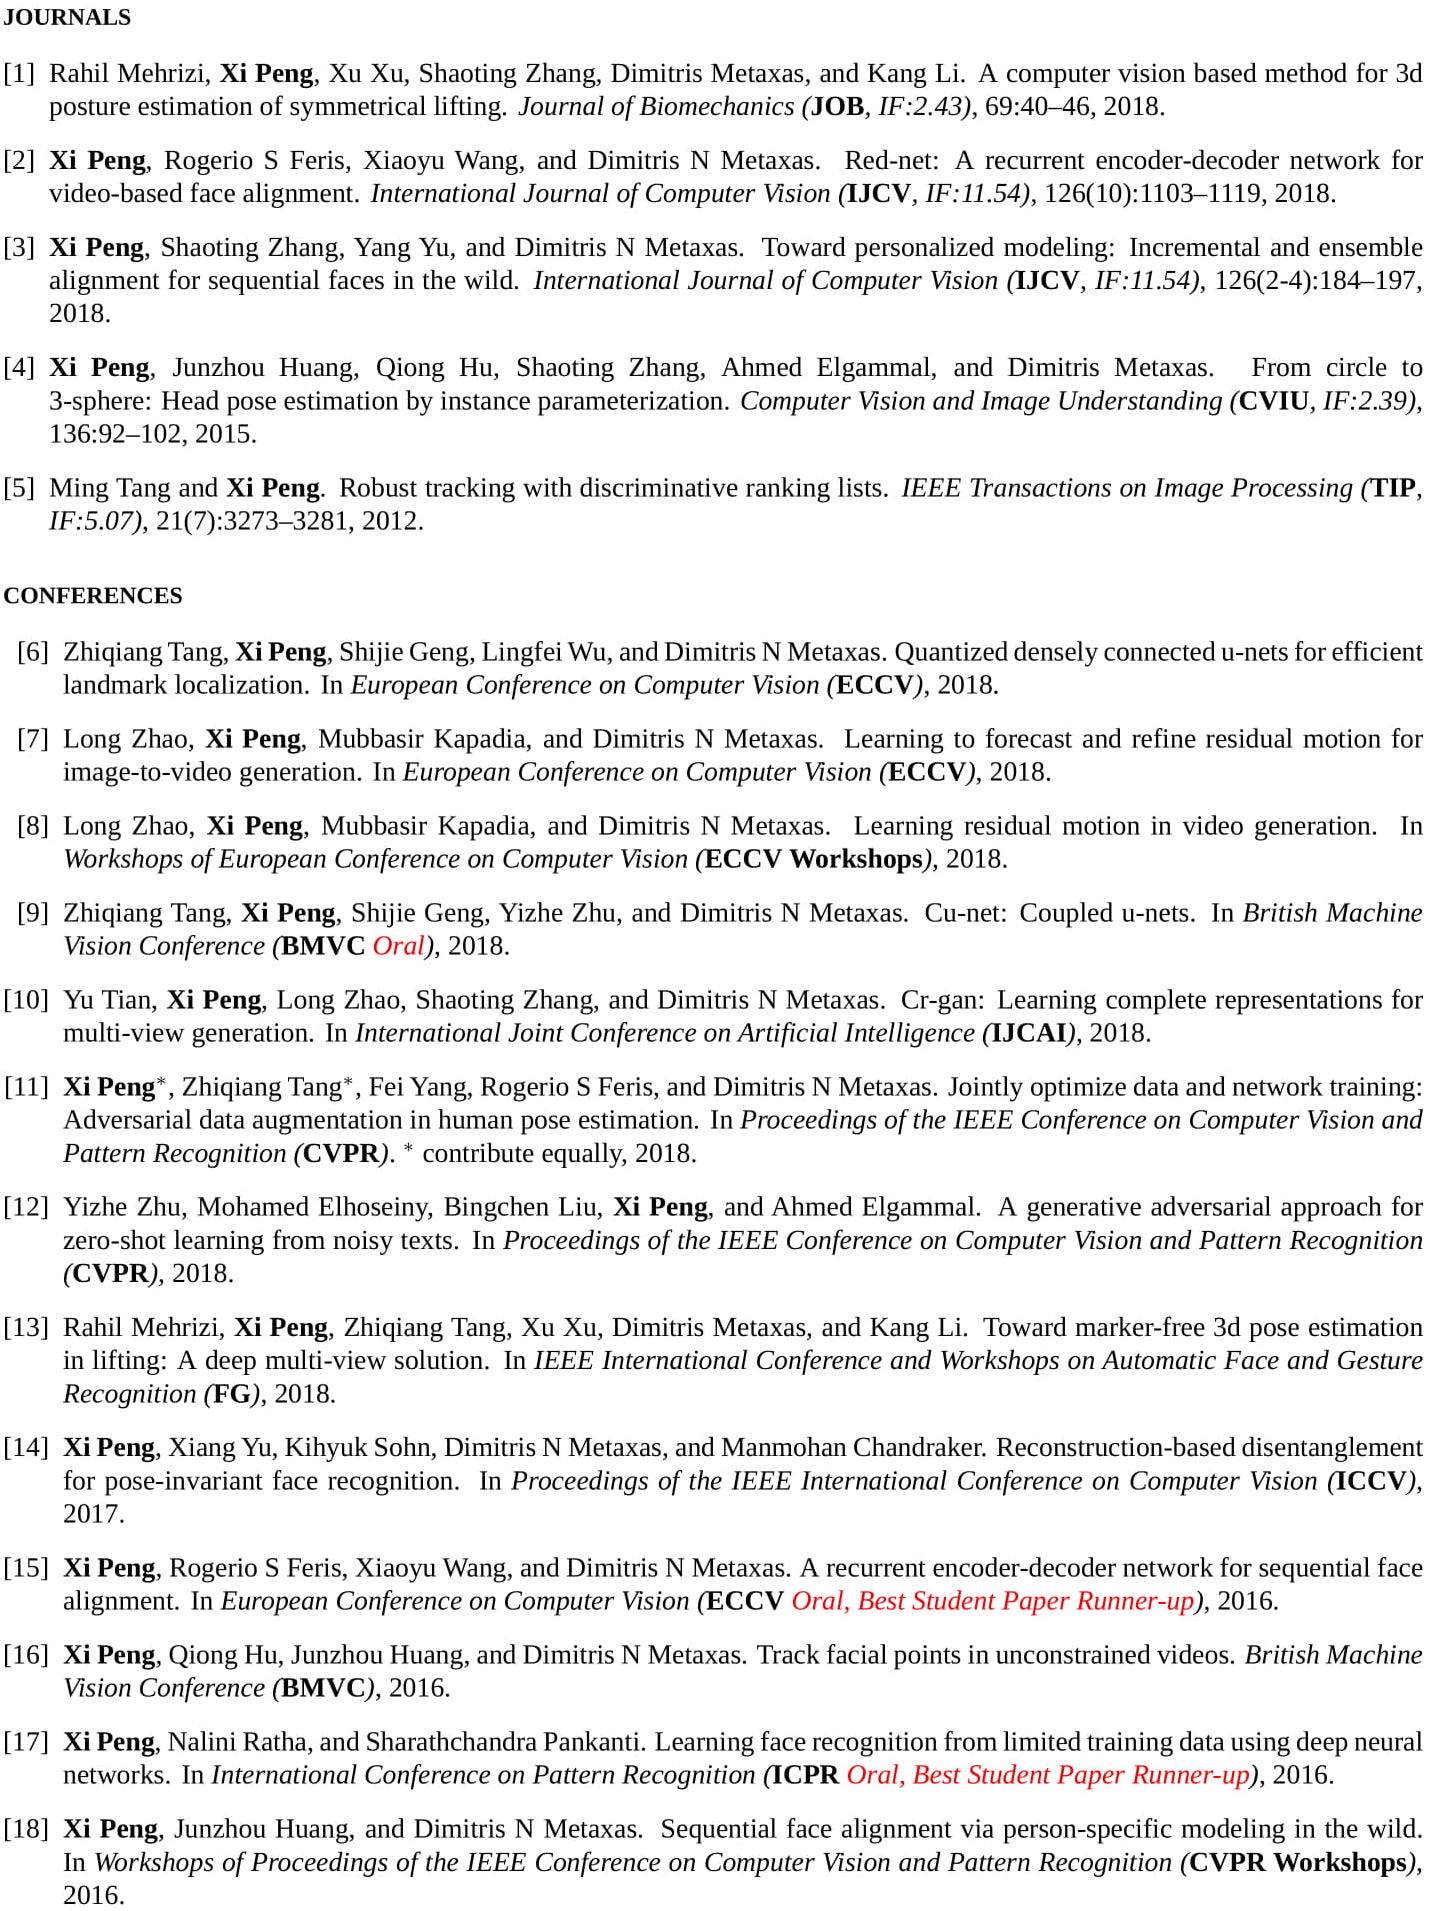 JOURNALS
[1] Rahil Mehrizi, Xi Peng, Xu Xu, Shaoting Zhang, Dimitris Metaxas, and Kang Li. A computer vision based method for 3d
posture estimation of symmetrical lifting. Journal of Biomechanics (JOB, IF:2.43), 69:40–46, 2018.
[2] Xi Peng, Rogerio S Feris, Xiaoyu Wang, and Dimitris N Metaxas. Red-net: A recurrent encoder-decoder network for
video-based face alignment. International Journal of Computer Vision (IJCV, IF:11.54), 126(10):1103–1119, 2018.
[3] Xi Peng, Shaoting Zhang, Yang Yu, and Dimitris N Metaxas. Toward personalized modeling: Incremental and ensemble
alignment for sequential faces in the wild. International Journal of Computer Vision (IJCV, IF:11.54), 126(2-4):184–197,
2018.
[4] Xi Peng, Junzhou Huang, Qiong Hu, Shaoting Zhang, Ahmed Elgammal, and Dimitris Metaxas. From circle to
3-sphere: Head pose estimation by instance parameterization. Computer Vision and Image Understanding (CVIU, IF:2.39),
136:92–102, 2015.
[5] Ming Tang and Xi Peng. Robust tracking with discriminative ranking lists. IEEE Transactions on Image Processing (TIP,
IF:5.07), 21(7):3273–3281, 2012.
CONFERENCES
[6] Zhiqiang Tang, Xi Peng, Shijie Geng, Lingfei Wu, and Dimitris N Metaxas. Quantized densely connected u-nets for efficient
landmark localization. In European Conference on Computer Vision (ECCV), 2018.
[7] Long Zhao, Xi Peng, Mubbasir Kapadia, and Dimitris N Metaxas. Learning to forecast and refine residual motion for
image-to-video generation. In European Conference on Computer Vision (ECCV), 2018.
[8] Long Zhao, Xi Peng, Mubbasir Kapadia, and Dimitris N Metaxas. Learning residual motion in video generation. In
Workshops of European Conference on Computer Vision (ECCV Workshops), 2018.
[9] Zhiqiang Tang, Xi Peng, Shijie Geng, Yizhe Zhu, and Dimitris N Metaxas. Cu-net: Coupled u-nets. In British Machine
Vision Conference (BMVC Oral), 2018.
[10] Yu Tian, Xi Peng, Long Zhao, Shaoting Zhang, and Dimitris N Metaxas. Cr-gan: Learning complete representations for
multi-view generation. In International Joint Conference on Artificial Intelligence (IJCAI), 2018.
[11] Xi Peng*, Zhiqiang Tang*, Fei Yang, Rogerio S Feris, and Dimitris N Metaxas. Jointly optimize data and network training:
Adversarial data augmentation in human pose estimation. In Proceedings of the IEEE Conference on Computer Vision and
Pattern Recognition (CVPR). * contribute equally, 2018.
[12] Yizhe Zhu, Mohamed Elhoseiny, Bingchen Liu, Xi Peng, and Ahmed Elgammal. A generative adversarial approach for
zero-shot learning from noisy texts. In Proceedings of the IEEE Conference on Computer Vision and Pattern Recognition
(CVPR), 2018.
[13] Rahil Mehrizi, Xi Peng, Zhiqiang Tang, Xu Xu, Dimitris Metaxas, and Kang Li. Toward marker-free 3d pose estimation
in lifting: A deep multi-view solution. In IEEE International Conference and Workshops on Automatic Face and Gesture
Recognition (FG), 2018.
[14] Xi Peng, Xiang Yu, Kihyuk Sohn, Dimitris N Metaxas, and Manmohan Chandraker. Reconstruction-based disentanglement
for pose-invariant face recognition. In Proceedings of the IEEE International Conference on Computer Vision (ICCV),
2017.
[15] Xi Peng, Rogerio S Feris, Xiaoyu Wang, and Dimitris N Metaxas. A recurrent encoder-decoder network for sequential face
alignment. In European Conference on Computer Vision (ECCV Oral, Best Student Paper Runner-up), 2016.
[16] Xi Peng, Qiong Hu, Junzhou Huang, and Dimitris N Metaxas. Track facial points in unconstrained videos. British Machine
Vision Conference (BMVC), 2016.
[17] Xi Peng, Nalini Ratha, and Sharathchandra Pankanti. Learning face recognition from limited training data using deep neural
networks. In International Conference on Pattern Recognition (ICPR Oral, Best Student Paper Runner-up), 2016.
[18] Xi Peng, Junzhou Huang, and Dimitris N Metaxas. Sequential face alignment via person-specific modeling in the wild.
In Workshops of Proceedings of the IEEE Conference on Computer Vision and Pattern Recognition (CVPR Workshops),
2016.